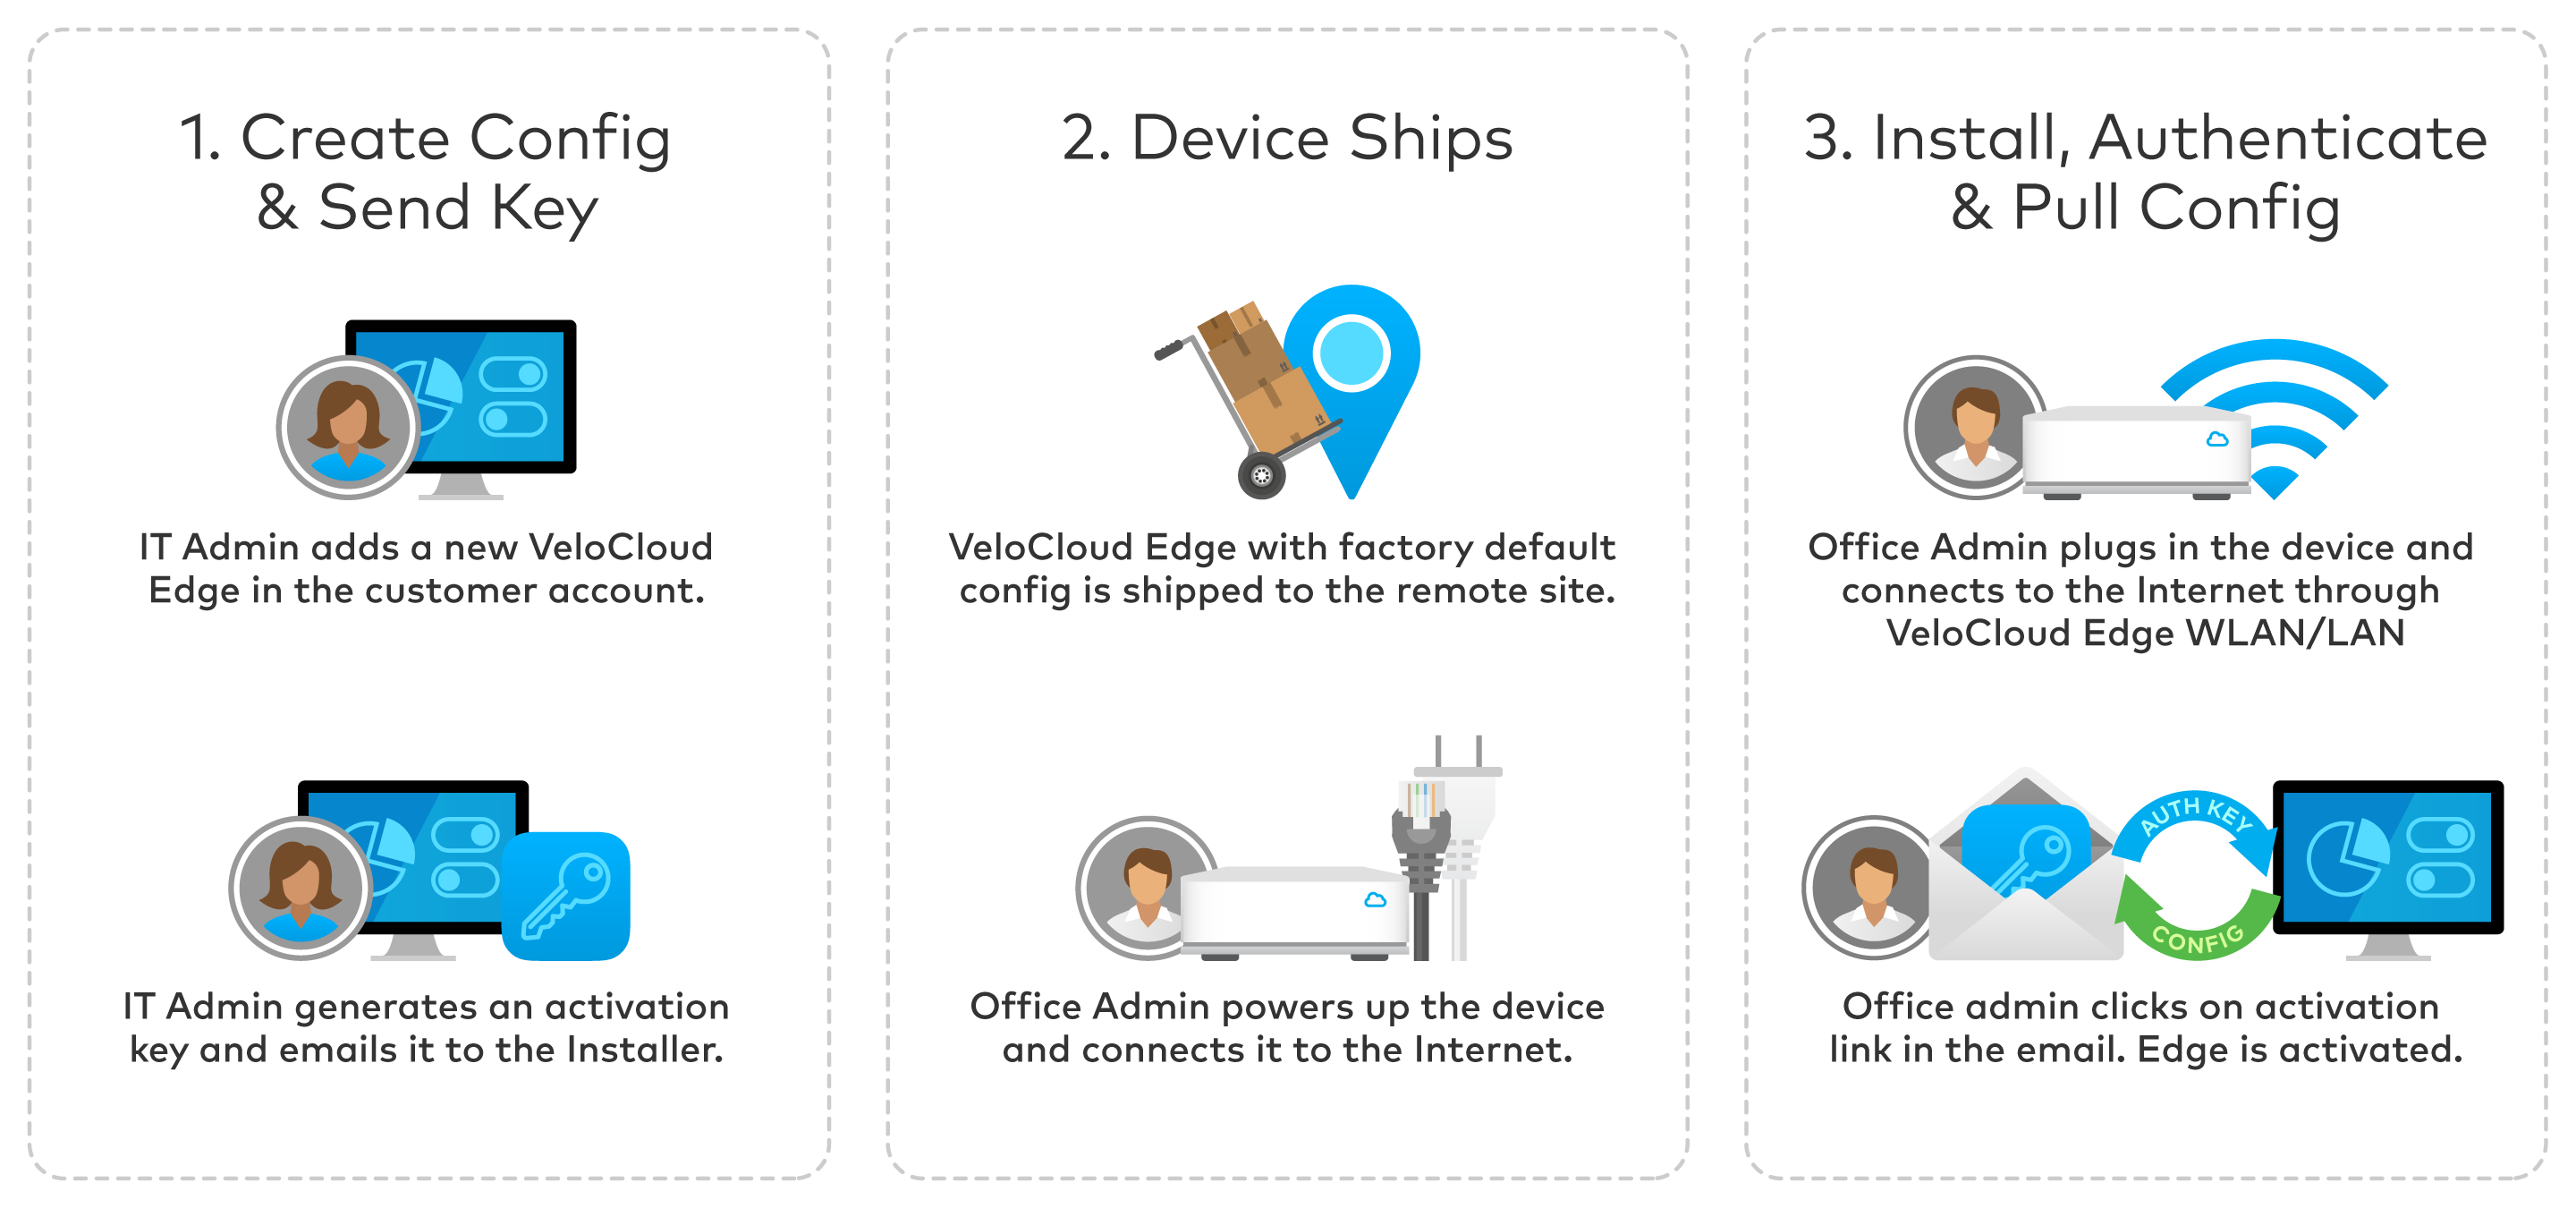 1. Create Config
& Send Key
IT Admin adds a new VeloCloud
Edge in the customer account.
IT Admin generates an activation
key and emails it to the Installer.
2. Device Ships
VeloCloud Edge with factory default
config is shipped to the remote site.
Office Admin powers up the device
and connects it to the Internet.
3. Install, Authenticate
& Pull Config
Office Admin plugs in the device and
connects to the Internet through
VeloCloud Edge WLAN/LAN
AUTH KEY
CONFIG
Office admin clicks on activation
link in the email. Edge is activated.